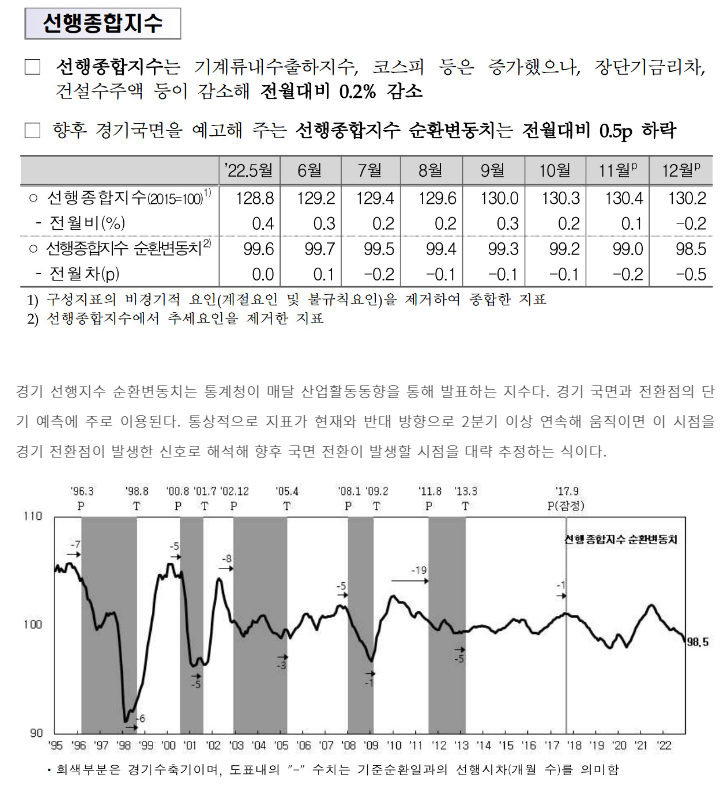 선행종합지수
□ 선행종합지수는 기계류내수출하지수, 코스피 등은 증가했으나, 장단기금리차,
건설수주액 등이 감소해 전월대비 0.2% 감소
□ 향후 경기국면을 예고해 주는 선행종합지수 순환변동치는 전월대비 0.5p 하락
'22.5월 6월 7월 8월 9월 10월 11월p 12월p
○ 선행종합지수(2015=100)1) 128.8 129.2 129.4 129.6 130.0 130.3 130.4 130.2
- 전월비(%) 0.4 0.3 0.2 0.2 0.3 0.2 0.1 -0.2
○ 선행종합지수 순환변동치2) 99.6 99.7 99.5 99.4 99.3 99.2 99.0 98.5
- 전월차(p) 0.0 0.1 -0.2 -0.1 -0.1 -0.1 -0.2 -0.5
1) 구성지표의 비경기적 요인(계절요인 및 불규칙요인)을 제거하여 종합한 지표
2) 선행종합지수에서 추세요인을 제거한 지표
경기 선행지수 순환변동치는 통계청이 매달 산업활동동향을 통해 발표하는 지수다. 경기 국면과 전환점의 단
기 예측에 주로 이용된다. 통상적으로 지표가 현재와 반대 방향으로 2분기 이상 연속해 움직이면 이 시점을
경기 전환점이 발생한 신호로 해석해 향후 국면 전환이 발생할 시점을 대략 추정하는 식이다.
'96.3 '98.8 '00.8 '01.7 '02.12 '05.4 '08.1 '09.2 '11.8 '13.3 '17.9
P T P T P T P T P T P(잠정)
110
선행종합지수 순환변동치
-7 -5 -8 -5 -19 -1
100
98.5
-6 -5 -3 -1 -5
90
'95 '96 '97 '98 '99 '00 '01 '02 '03 '04 '05 '06 '07 '08 '09 '10 '11 '12 '13 '14 '15 '16 '17 '18 '19 '20 '21 '22
· 회색부분은 경기수축기이며, 도표내의 "-" 수치는 기준순환일과의 선행시차(개월 수)를 의미함